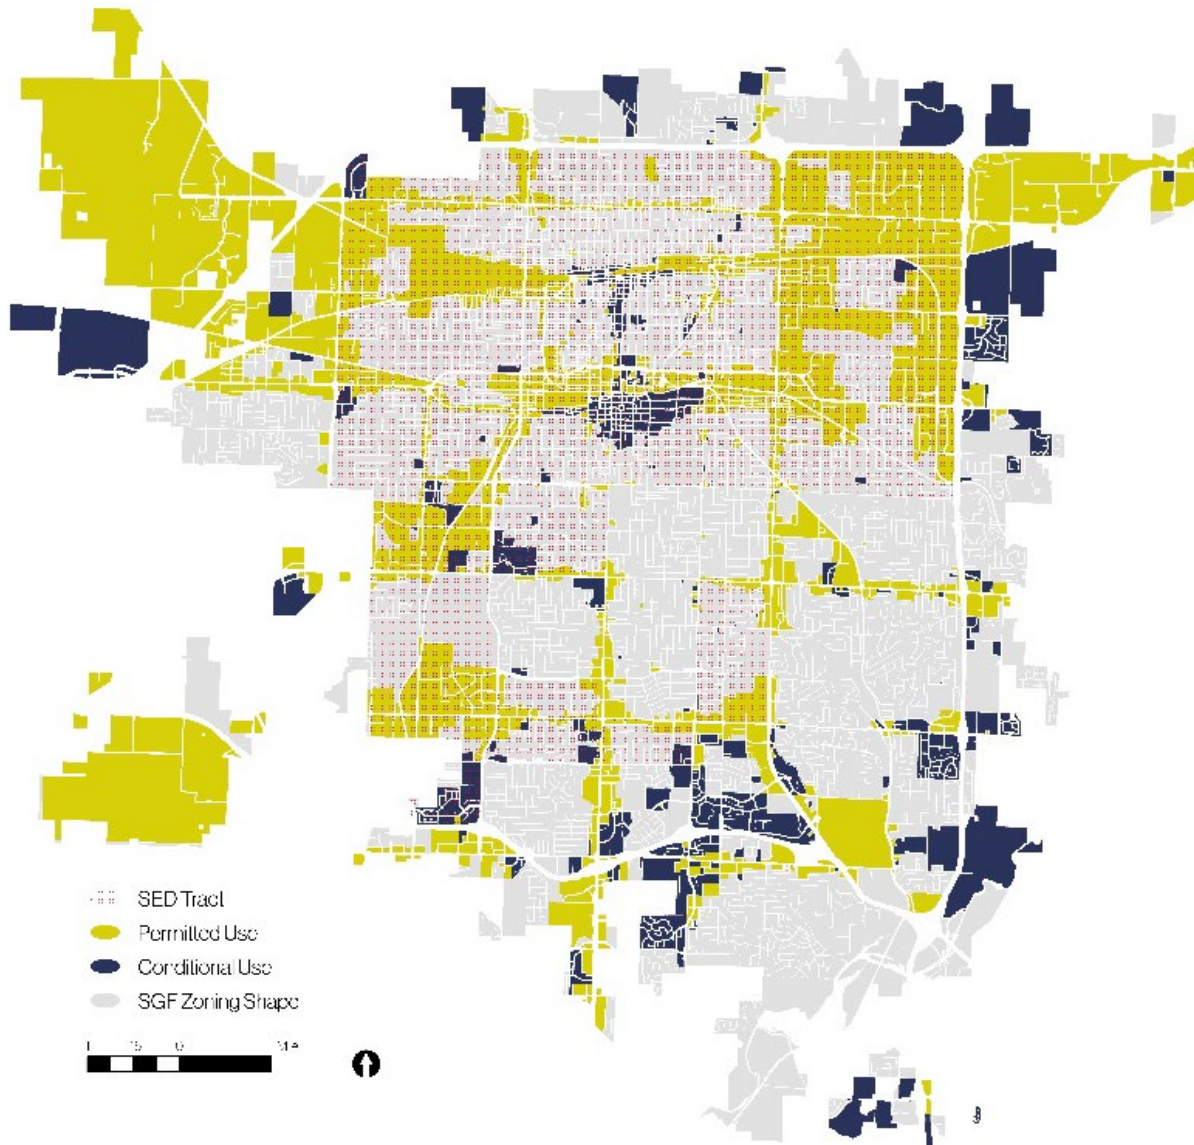 SED Tract
Permitted Use
Conditional Use
SGF Zoning Shape